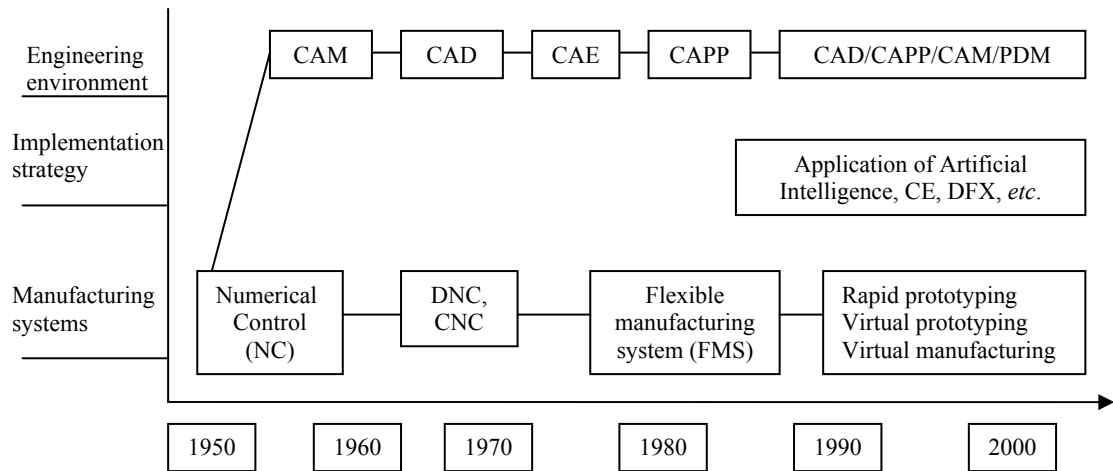 Engineering
environment
CAM
CAD
CAE
CAPP
CAD/CAPP/CAM/PDM
Implementation
strategy
Application of Artificial
Intelligence, CE, DFX, etc.
Manufacturing
systems
Numerical
Control
(NC)
DNC,
CNC
Flexible
manufacturing
system (FMS)
Rapid prototyping
Virtual prototyping
Virtual manufacturing
1950
1960
1970
1980
1990
2000